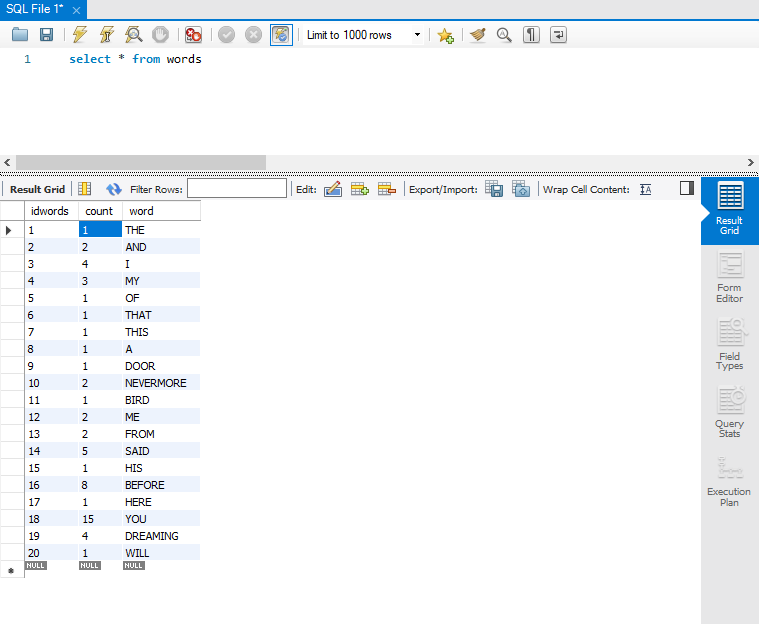 SQL File 1*
Limit to 1000 rows
1 select * from words
Result Grid Filter Rows: Edit: Export/Import: Wrap Cell Content: IA
idwords count word
1 1 THE
2 2 AND
3 4 I
4 3 MY
5 1 OF
6 1 THAT
7 1 THIS
8 1 A
9 1 DOOR
10 2 NEVERMORE
11 1 BIRD
12 2 ME
13 2 FROM
14 5 SAID
15 1 HIS
16 8 BEFORE
17 1 HERE
18 15 YOU
19 4 DREAMING
20 1 WILL
NULL NULL NULL
Result
Grid
Form
Editor
Field
Types
Query
Stats
Execution
Plan